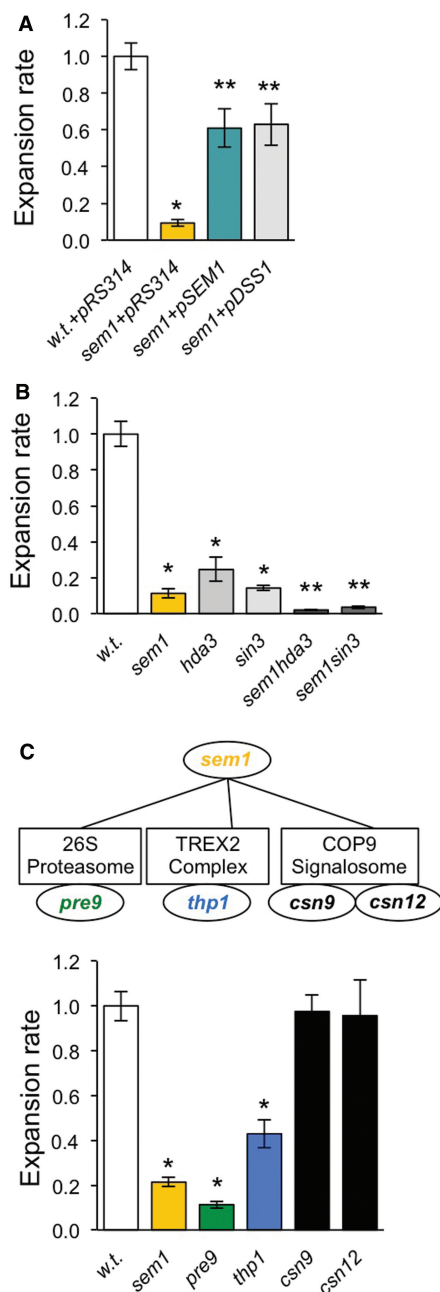 A
Expansion rate
1.2
1.0
0.8
0.6
0.4
0.2
0.0
*
**
**
w.t.+pRS314
sem1+pRS314
sem1+pSEM1
sem1+pDSS1
B
Expansion rate
1.2
1.0
0.8
0.6
0.4
0.2
0.0
*
*
*
**
**
w.t.
sem1
hda3
sin3
sem1hda3
sem1sin3
C
sem1
26S
Proteasome
TREX2
Complex
COP9
Signalosome
pre9
thp1
csn9
csn12
Expansion rate
1.2
1.0
0.8
0.6
0.4
0.2
0.0
*
*
*
w.t.
sem1
pre9
thp1
csn9
csn12